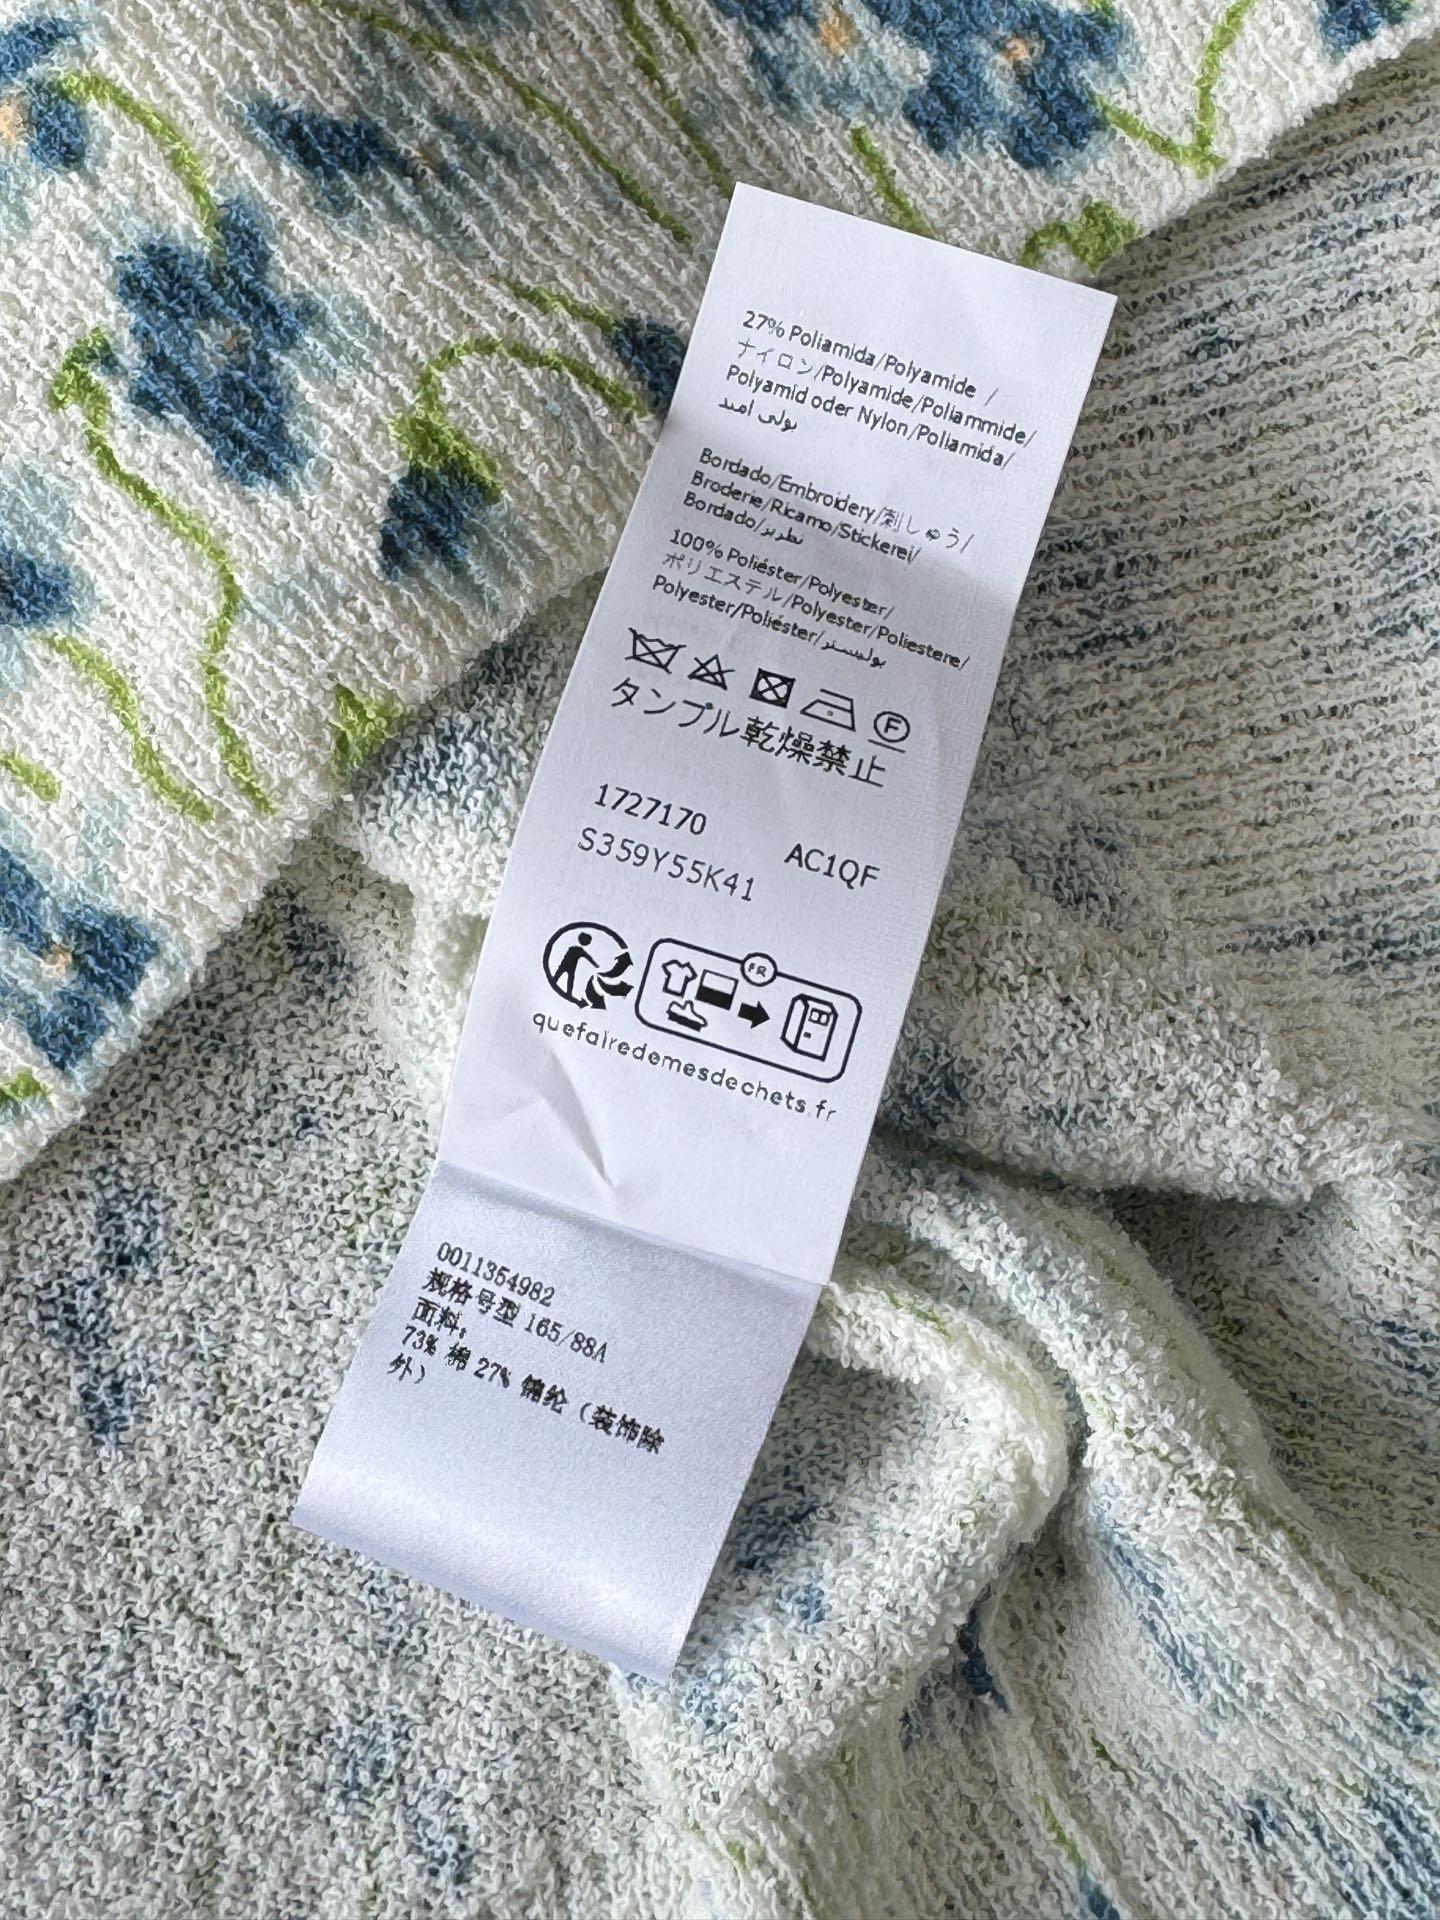 27% Poliamida/Polyamide /
ナイロン/Polyamide/Poliammide/
Polyamid oder Nylon/Poliamida/
بولي اميد
Bordado/Embroidery/刺しゅう/
Broderie/Ricamo/Stickerei/
Bordado/تطريز
100% Poliéster/Polyester/
ポリエステル/Polyester/Poliestere/
Polyester/Poliéster/بوليستر
F
タンブル乾燥禁止
1727170
S359Y55K41 AC1QF
FR
quefairedemesdechets.fr
0011354982
规格号型 165/88A
面料:
73% 棉 27% 锦纶 (装饰除
外)